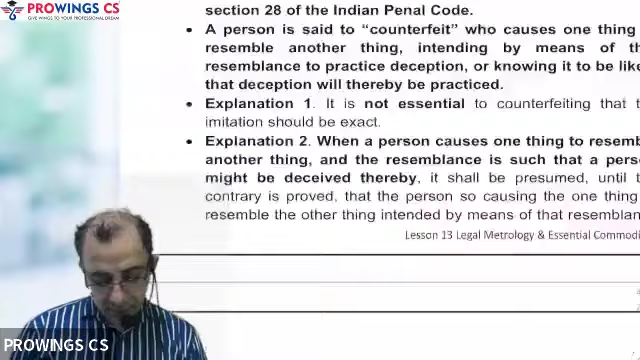 PROWINGS CS
GIVE WINGS TO YOUR PROFESSIONAL DREAM
section 28 of the Indian Penal Code.
• A person is said to “counterfeit” who causes one thing
resemble another thing, intending by means of th
resemblance to practice deception, or knowing it to be like
that deception will thereby be practiced.
• Explanation 1. It is not essential to counterfeiting that t
imitation should be exact.
• Explanation 2. When a person causes one thing to resemb
another thing, and the resemblance is such that a pers
might be deceived thereby, it shall be presumed, until t
contrary is proved, that the person so causing the one thing
resemble the other thing intended by means of that resemblan
Lesson 13 Legal Metrology & Essential Commodi
PROWINGS CS